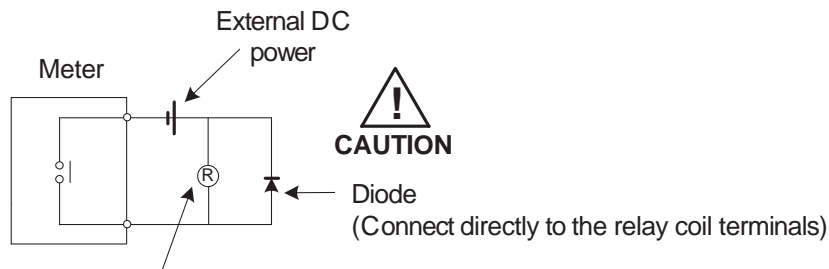 External DC
power
Meter
!
CAUTION
R
Diode
(Connect directly to the relay coil terminals)